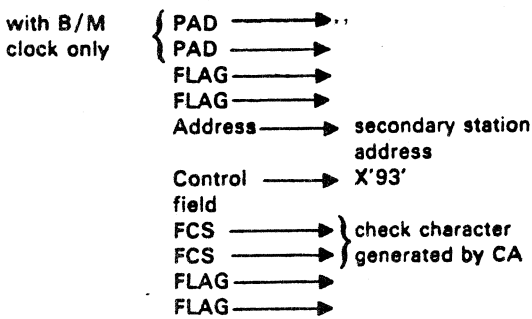 with B/M PAD
clock only PAD
FLAG
FLAG
Address secondary station
address
Control X'93'
field
FCS check character
FCS generated by CA
FLAG
FLAG